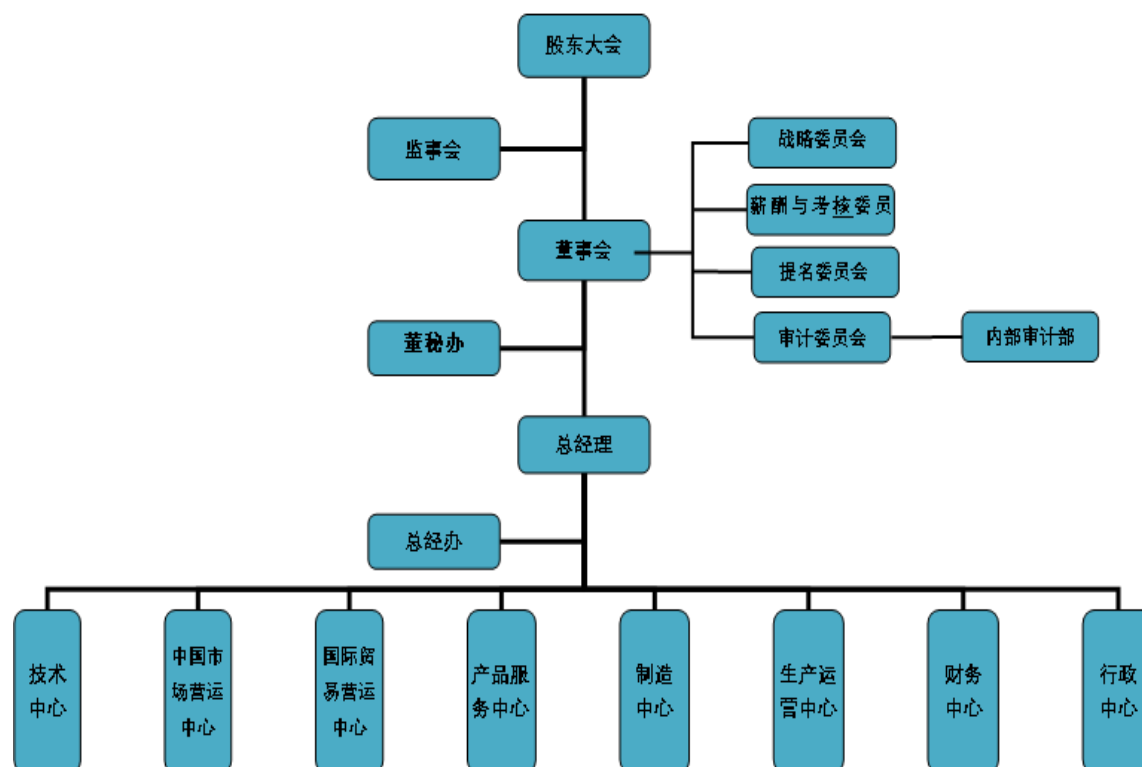 股东大会
监事会
战略委员会
薪酬与考核委员
董事会
提名委员会
审计委员会
内部审计部
董秘办
总经理
总经办
技术
中心
中国市
场营运
中心
国际贸
易营运
中心
产品服
务中心
制造
中心
生产运
营中心
财务
中心
行政
中心